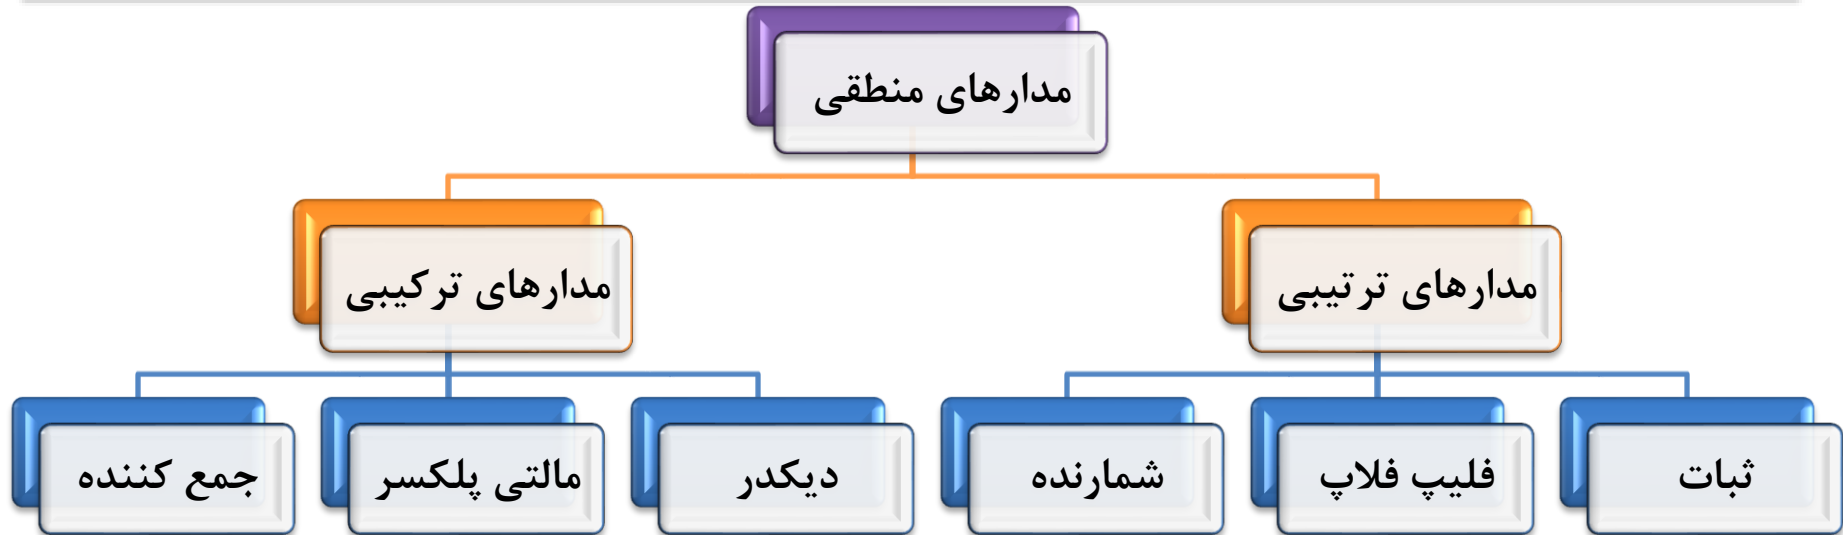 مدارهای منطقی
مدارهای ترتیبی
مدارهای ترکیبی
ثبات
فلیپ فلاپ
شمارنده
دیکدر
مالتی پلکسر
جمع کننده